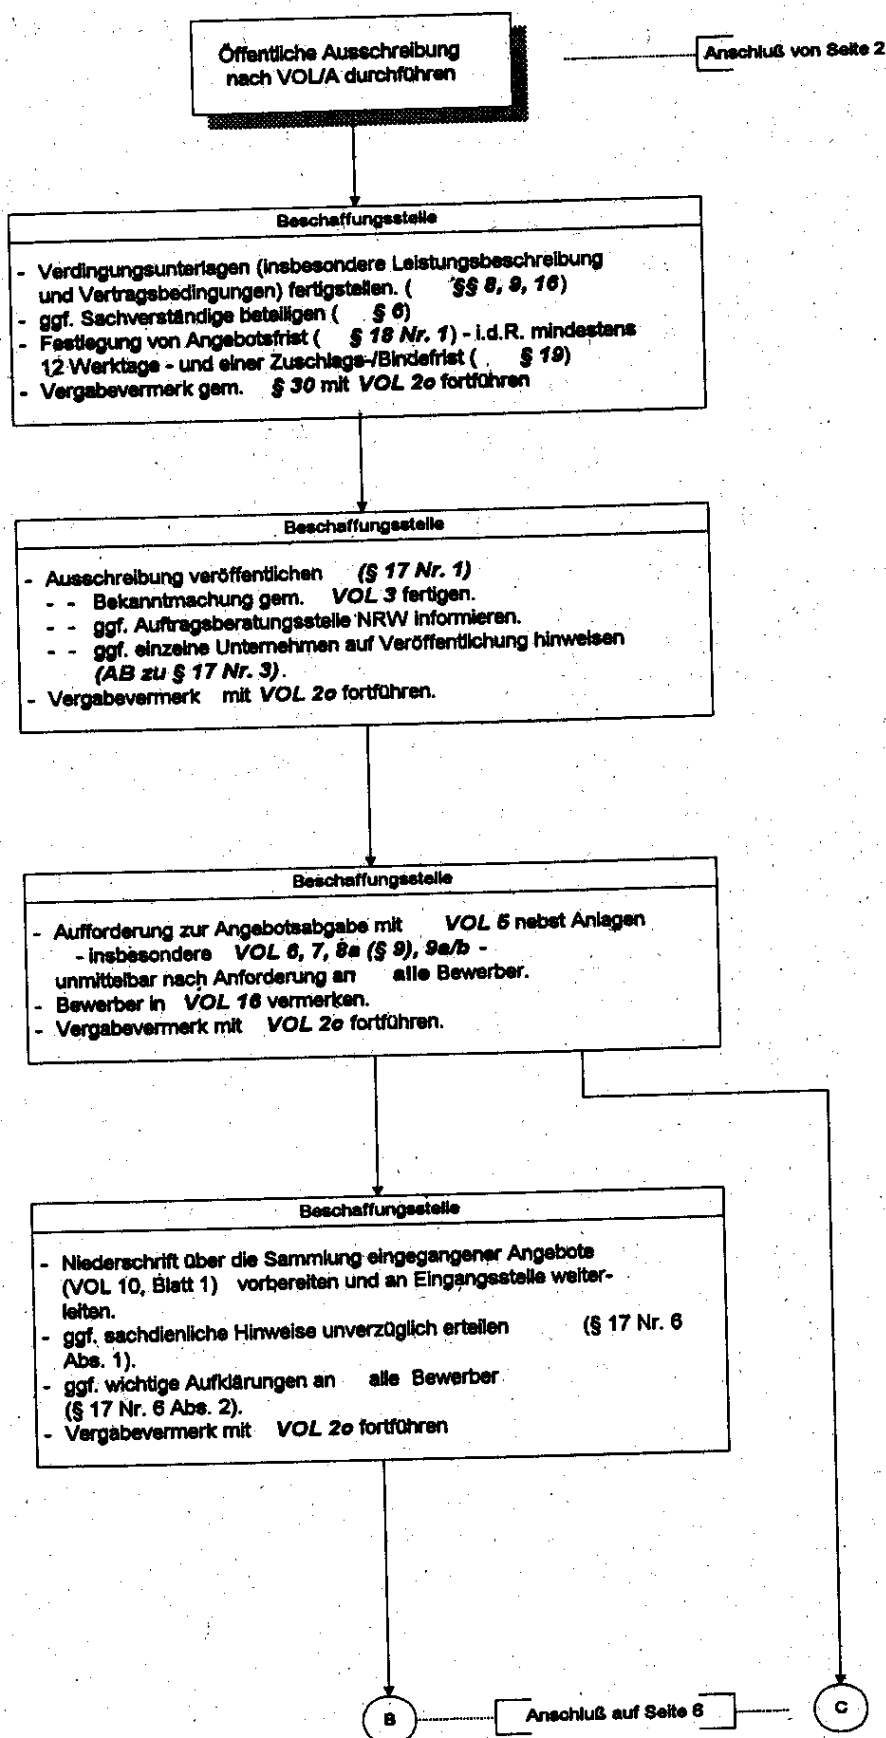 Öffentliche Ausschreibung
nach VOL/A durchführen
Anschluß von Seite 2
Beschaffungsstelle
- Verdingungsunterlagen (insbesondere Leistungsbeschreibung
und Vertragsbedingungen) fertigstellen. ( §§ 8, 9, 16)
- ggf. Sachverständige beteiligen ( § 6)
- Festlegung von Angebotsfrist ( § 18 Nr. 1) - i.d.R. mindestens
12 Werktage - und einer Zuschlags-/Bindefrist ( § 19)
- Vergabevermerk gem. § 30 mit VOL 2o fortführen
Beschaffungsstelle
- Ausschreibung veröffentlichen (§ 17 Nr. 1)
- - Bekanntmachung gem. VOL 3 fertigen.
- - ggf. Auftragsberatungsstelle NRW informieren.
- - ggf. einzelne Unternehmen auf Veröffentlichung hinweisen
(AB zu § 17 Nr. 3).
- Vergabevermerk mit VOL 2o fortführen.
Beschaffungsstelle
- Aufforderung zur Angebotsabgabe mit VOL 5 nebst Anlagen
- insbesondere VOL 6, 7, 8a (§ 9), 9a/b -
unmittelbar nach Anforderung an alle Bewerber.
- Bewerber in VOL 16 vermerken.
- Vergabevermerk mit VOL 2o fortführen.
Beschaffungsstelle
- Niederschrift über die Sammlung eingegangener Angebote
(VOL 10, Blatt 1) vorbereiten und an Eingangsstelle weiter-
leiten.
- ggf. sachdienliche Hinweise unverzüglich erteilen (§ 17 Nr. 6
Abs. 1).
- ggf. wichtige Aufklärungen an alle Bewerber
(§ 17 Nr. 6 Abs. 2).
- Vergabevermerk mit VOL 2o fortführen
B
Anschluß auf Seite 6
C